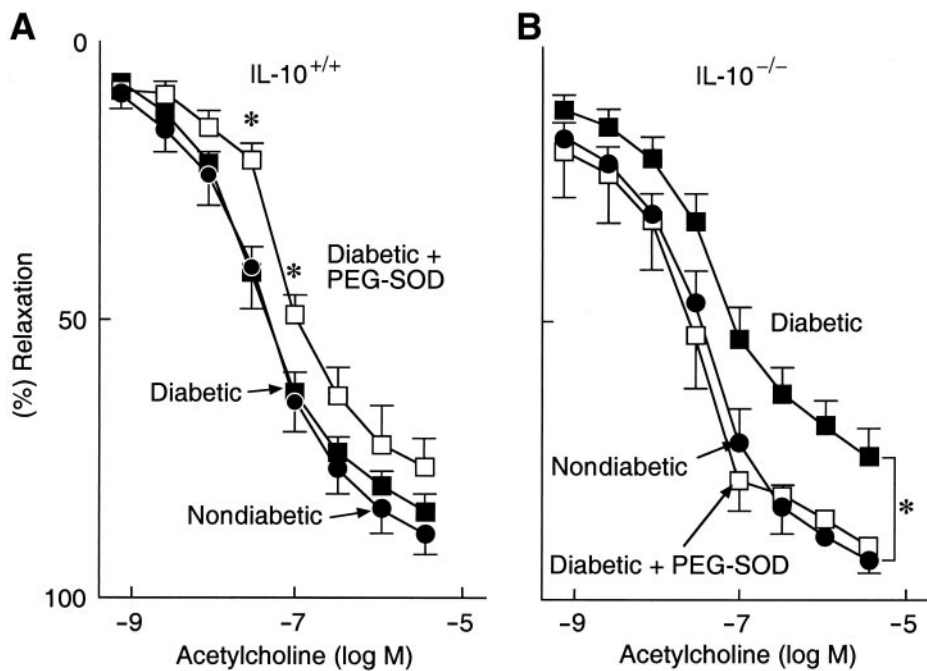 A
IL-10+/+
0
50
100
(%) Relaxation
*
*
Diabetic +
PEG-SOD
Diabetic
Nondiabetic
−9
−7
−5
Acetylcholine (log M)
B
IL-10−/−
Diabetic
Nondiabetic
Diabetic + PEG-SOD
*
−9
−7
−5
Acetylcholine (log M)